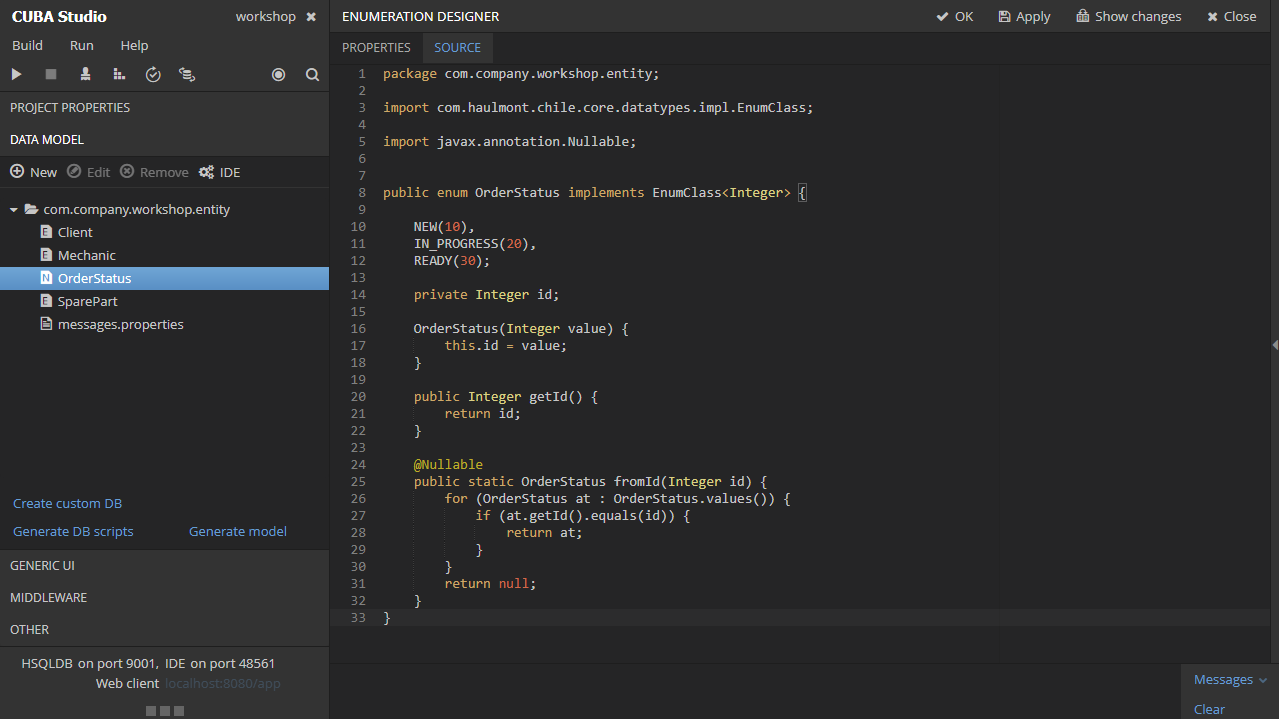 CUBA Studio
workshop
Build Run Help
PROJECT PROPERTIES
DATA MODEL
New Edit Remove IDE
com.company.workshop.entity
E Client
E Mechanic
N OrderStatus
E SparePart
messages.properties
Create custom DB
Generate DB scripts Generate model
GENERIC UI
MIDDLEWARE
OTHER
HSQLDB on port 9001, IDE on port 48561
Web client localhost:8080/app
ENUMERATION DESIGNER
OK Apply Show changes Close
PROPERTIES SOURCE
1 package com.company.workshop.entity;
2
3 import com.haulmont.chile.core.datatypes.impl.EnumClass;
4
5 import javax.annotation.Nullable;
6
7
8 public enum OrderStatus implements EnumClass<Integer> {
9
10     NEW(10),
11     IN_PROGRESS(20),
12     READY(30);
13
14     private Integer id;
15
16     OrderStatus(Integer value) {
17         this.id = value;
18     }
19
20     public Integer getId() {
21         return id;
22     }
23
24     @Nullable
25     public static OrderStatus fromId(Integer id) {
26         for (OrderStatus at : OrderStatus.values()) {
27             if (at.getId().equals(id)) {
28                 return at;
29             }
30         }
31         return null;
32     }
33 }
Messages
Clear